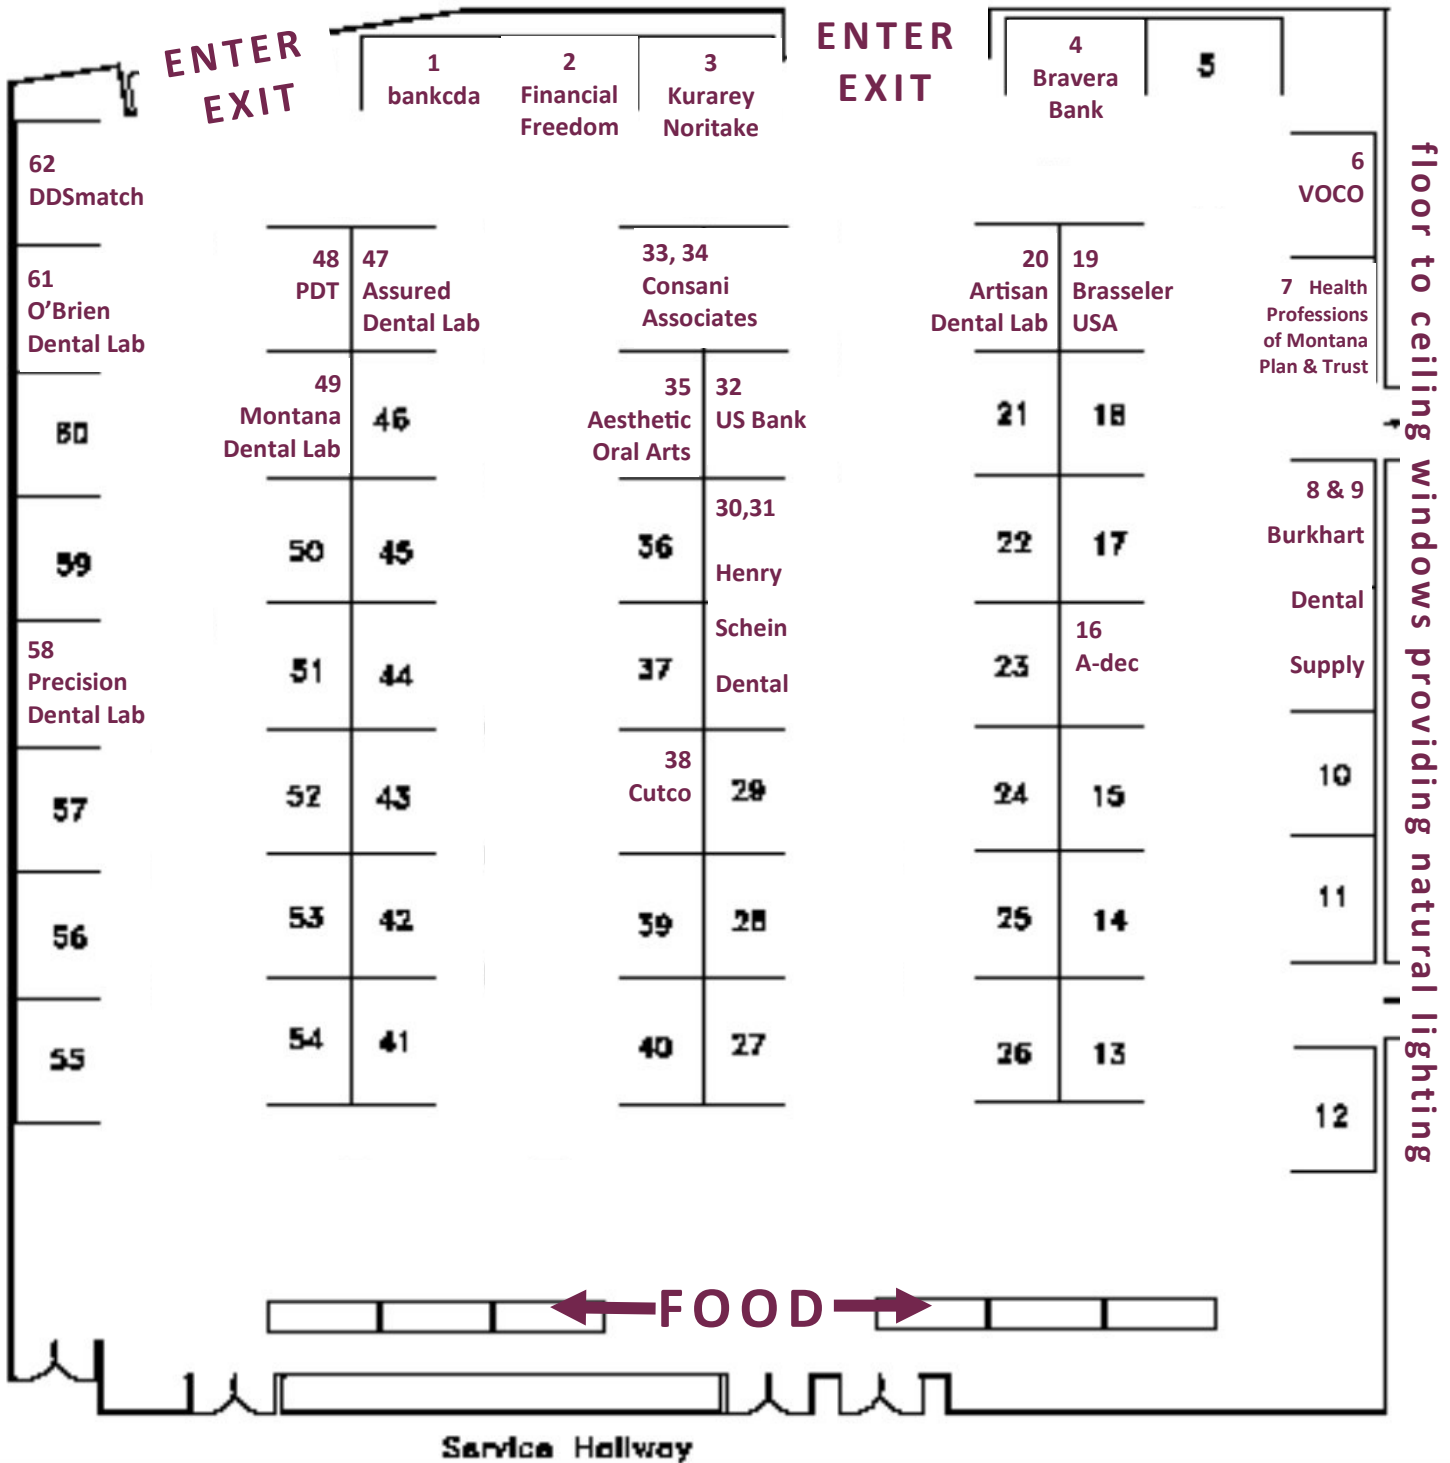 ENTER
EXIT
ENTER
EXIT
1
bankcda
2
Financial
Freedom
3
Kurarey
Noritake
4
Bravera
Bank
5
62
DDSmatch
61
O'Brien
Dental Lab
60
59
58
Precision
Dental Lab
57
56
55
48
PDT
49
Montana
Dental Lab
50
51
52
53
54
47
Assured
Dental Lab
46
45
44
43
42
41
33, 34
Consani
Associates
35
Aesthetic
Oral Arts
36
37
38
Cutco
39
40
32
US Bank
30,31
Henry
Schein
Dental
29
28
27
20
Artisan
Dental Lab
21
22
23
24
25
26
19
Brasseler
USA
18
17
16
A-dec
15
14
13
6
VOCO
7 Health
Professions
of Montana
Plan & Trust
8 & 9
Burkhart
Dental
Supply
10
11
12
floor to ceiling windows providing natural lighting
FOOD
Service Hallway